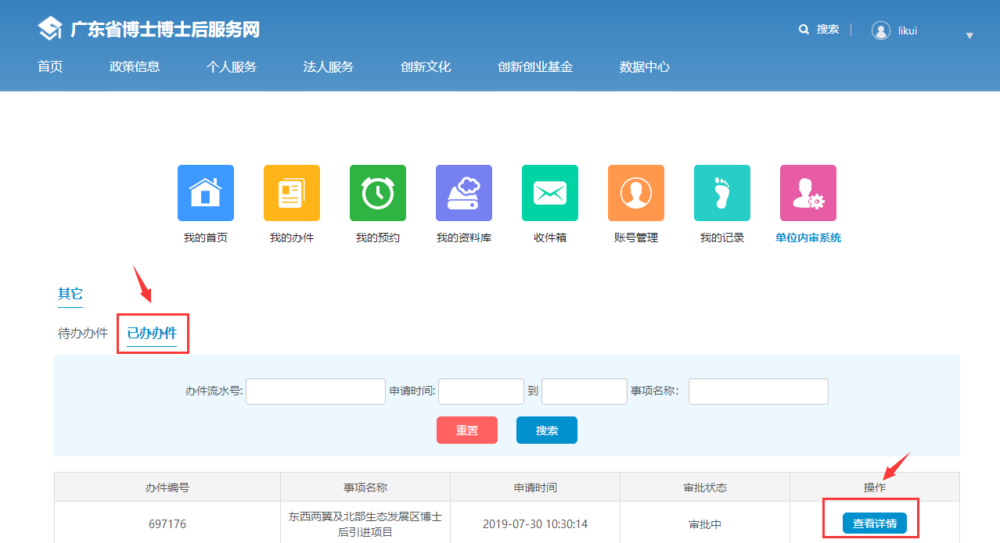 广东省博士博士后服务网
搜索 likui
首页 政策信息 个人服务 法人服务 创新文化 创新创业基金 数据中心
我的首页 我的办件 我的预约 我的资料库 收件箱 账号管理 我的记录 单位内审系统
其它
待办办件 已办办件
办件流水号: 申请时间: 到 事项名称：
重置 搜索
办件编号 事项名称 申请时间 审批状态 操作
697176 东西两翼及北部生态发展区博士 2019-07-30 10:30:14 审批中 查看详情
后引进项目